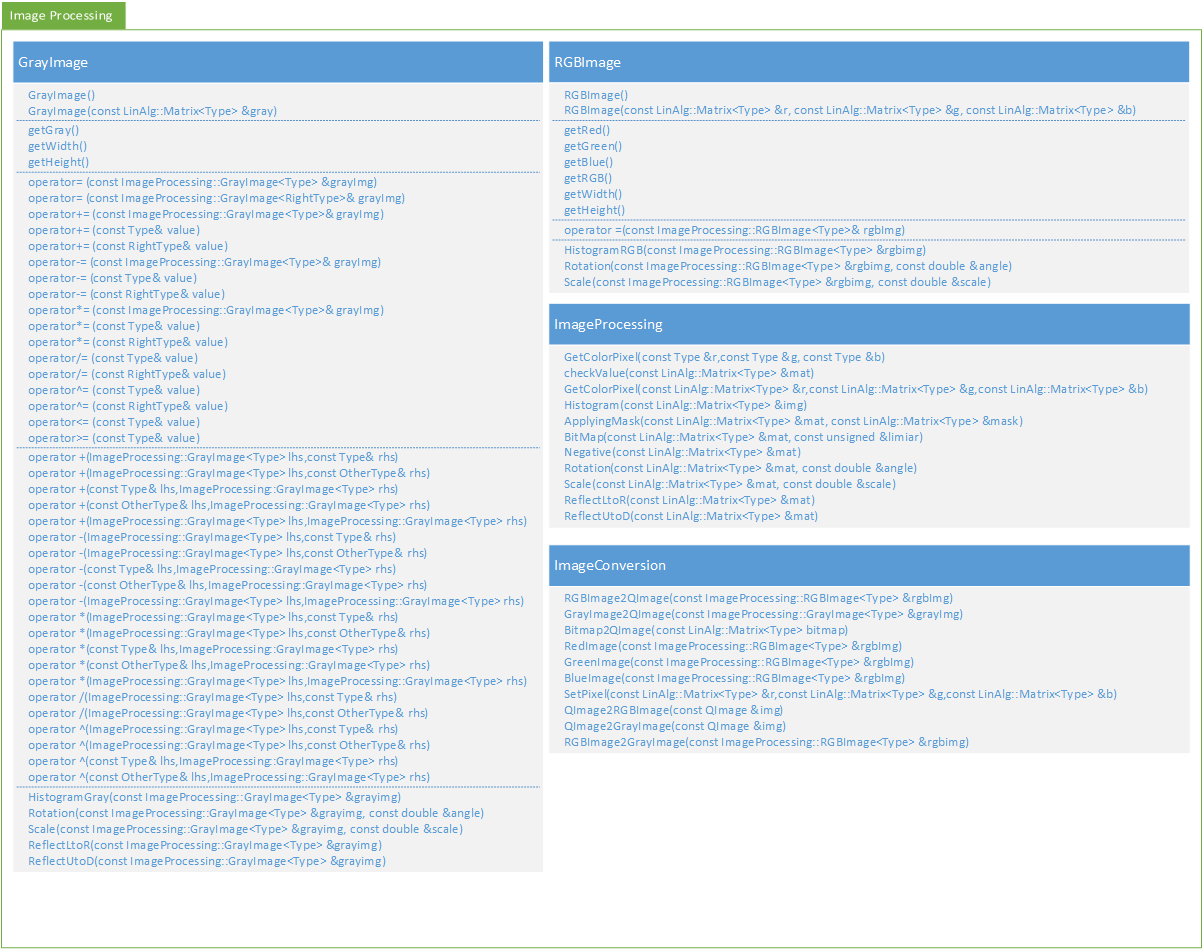 Image Processing
GrayImage
GrayImage()
GrayImage(const LinAlg::Matrix<Type> &gray)
getGray()
getWidth()
getHeight()
operator= (const ImageProcessing::GrayImage<Type> &grayImg)
operator= (const ImageProcessing::GrayImage<RightType>& grayImg)
operator+= (const ImageProcessing::GrayImage<Type>& grayImg)
operator+= (const Type& value)
operator+= (const RightType& value)
operator-= (const ImageProcessing::GrayImage<Type>& grayImg)
operator-= (const Type& value)
operator-= (const RightType& value)
operator*= (const ImageProcessing::GrayImage<Type>& grayImg)
operator*= (const Type& value)
operator*= (const RightType& value)
operator/= (const Type& value)
operator/= (const RightType& value)
operator^= (const Type& value)
operator^= (const RightType& value)
operator<= (const Type& value)
operator>= (const Type& value)
operator +(ImageProcessing::GrayImage<Type> lhs,const Type& rhs)
operator +(ImageProcessing::GrayImage<Type> lhs,const OtherType& rhs)
operator +(const Type& lhs,ImageProcessing::GrayImage<Type> rhs)
operator +(const OtherType& lhs,ImageProcessing::GrayImage<Type> rhs)
operator +(ImageProcessing::GrayImage<Type> lhs,ImageProcessing::GrayImage<Type> rhs)
operator -(ImageProcessing::GrayImage<Type> lhs,const Type& rhs)
operator -(ImageProcessing::GrayImage<Type> lhs,const OtherType& rhs)
operator -(const Type& lhs,ImageProcessing::GrayImage<Type> rhs)
operator -(const OtherType& lhs,ImageProcessing::GrayImage<Type> rhs)
operator -(ImageProcessing::GrayImage<Type> lhs,ImageProcessing::GrayImage<Type> rhs)
operator *(ImageProcessing::GrayImage<Type> lhs,const Type& rhs)
operator *(ImageProcessing::GrayImage<Type> lhs,const OtherType& rhs)
operator *(const Type& lhs,ImageProcessing::GrayImage<Type> rhs)
operator *(const OtherType& lhs,ImageProcessing::GrayImage<Type> rhs)
operator *(ImageProcessing::GrayImage<Type> lhs,ImageProcessing::GrayImage<Type> rhs)
operator /(ImageProcessing::GrayImage<Type> lhs,const Type& rhs)
operator /(ImageProcessing::GrayImage<Type> lhs,const OtherType& rhs)
operator ^(ImageProcessing::GrayImage<Type> lhs,const Type& rhs)
operator ^(ImageProcessing::GrayImage<Type> lhs,const OtherType& rhs)
operator ^(const Type& lhs,ImageProcessing::GrayImage<Type> rhs)
operator ^(const OtherType& lhs,ImageProcessing::GrayImage<Type> rhs)
HistogramGray(const ImageProcessing::GrayImage<Type> &grayimg)
Rotation(const ImageProcessing::GrayImage<Type> &grayimg, const double &angle)
Scale(const ImageProcessing::GrayImage<Type> &grayimg, const double &scale)
ReflectLtoR(const ImageProcessing::GrayImage<Type> &grayimg)
ReflectUtoD(const ImageProcessing::GrayImage<Type> &grayimg)
RGBImage
RGBImage()
RGBImage(const LinAlg::Matrix<Type> &r, const LinAlg::Matrix<Type> &g, const LinAlg::Matrix<Type> &b)
getRed()
getGreen()
getBlue()
getRGB()
getWidth()
getHeight()
operator =(const ImageProcessing::RGBImage<Type>& rgbImg)
HistogramRGB(const ImageProcessing::RGBImage<Type> &rgbimg)
Rotation(const ImageProcessing::RGBImage<Type> &rgbimg, const double &angle)
Scale(const ImageProcessing::RGBImage<Type> &rgbimg, const double &scale)
ImageProcessing
GetColorPixel(const Type &r,const Type &g, const Type &b)
checkValue(const LinAlg::Matrix<Type> &mat)
GetColorPixel(const LinAlg::Matrix<Type> &r,const LinAlg::Matrix<Type> &g,const LinAlg::Matrix<Type> &b)
Histogram(const LinAlg::Matrix<Type> &img)
ApplyingMask(const LinAlg::Matrix<Type> &mat, const LinAlg::Matrix<Type> &mask)
BitMap(const LinAlg::Matrix<Type> &mat, const unsigned &limiar)
Negative(const LinAlg::Matrix<Type> &mat)
Rotation(const LinAlg::Matrix<Type> &mat, const double &angle)
Scale(const LinAlg::Matrix<Type> &mat, const double &scale)
ReflectLtoR(const LinAlg::Matrix<Type> &mat)
ReflectUtoD(const LinAlg::Matrix<Type> &mat)
ImageConversion
RGBImage2QImage(const ImageProcessing::RGBImage<Type> &rgbImg)
GrayImage2QImage(const ImageProcessing::GrayImage<Type> &grayImg)
Bitmap2QImage(const LinAlg::Matrix<Type> bitmap)
RedImage(const ImageProcessing::RGBImage<Type> &rgbImg)
GreenImage(const ImageProcessing::RGBImage<Type> &rgbImg)
BlueImage(const ImageProcessing::RGBImage<Type> &rgbImg)
SetPixel(const LinAlg::Matrix<Type> &r,const LinAlg::Matrix<Type> &g,const LinAlg::Matrix<Type> &b)
QImage2RGBImage(const QImage &img)
QImage2GrayImage(const QImage &img)
RGBImage2GrayImage(const ImageProcessing::RGBImage<Type> &rgbimg)